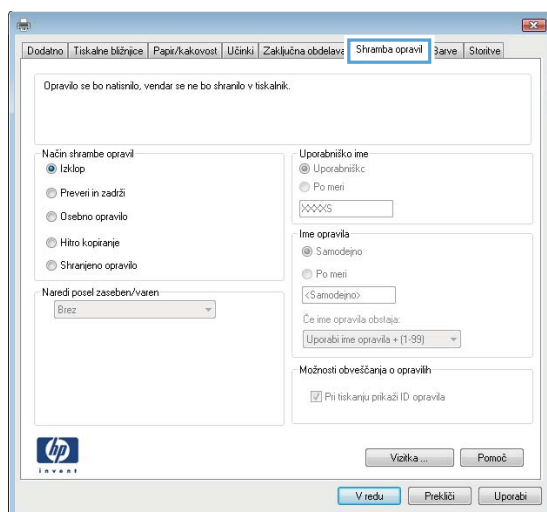 Dodatno Tiskalne bližnjice Papir/kakovost Učinki Zaključna obdelava Shramba opravil Barve Storitve
Opravilo se bo natisnilo, vendar se ne bo shranilo v tiskalnik.
Način shrambe opravil
Izklop
Preveri in zadrži
Osebno opravilo
Hitro kopiranje
Shranjeno opravilo
Naredi posel zaseben/varen
Brez
Uporabniško ime
Uporabniškc
Po meri
XXXXS
Ime opravila
Samodejno
Po meri
<Samodejno>
Če ime opravila obstaja:
Uporabi ime opravila + (1-99)
Možnosti obveščanja o opravilih
Pri tiskanju prikaži ID opravila
hp
invent
Vizitka ... Pomoč
V redu Prekliči Uporabi